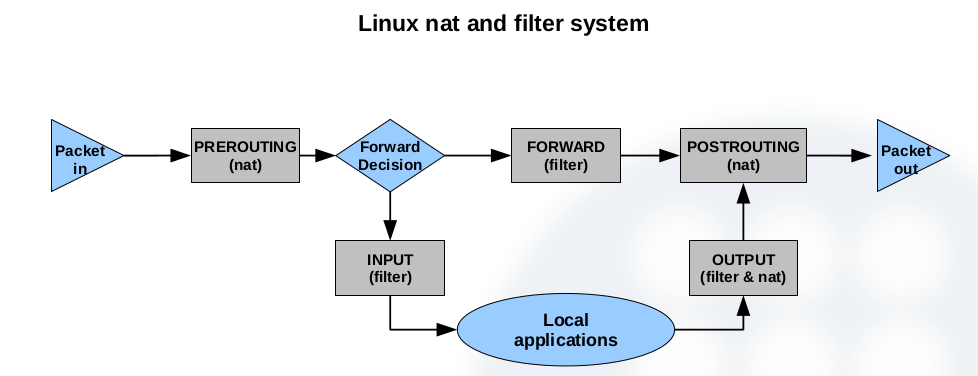 Linux nat and filter system
Packet
in
PREROUTING
(nat)
Forward
Decision
FORWARD
(filter)
POSTROUTING
(nat)
Packet
out
INPUT
(filter)
OUTPUT
(filter & nat)
Local
applications